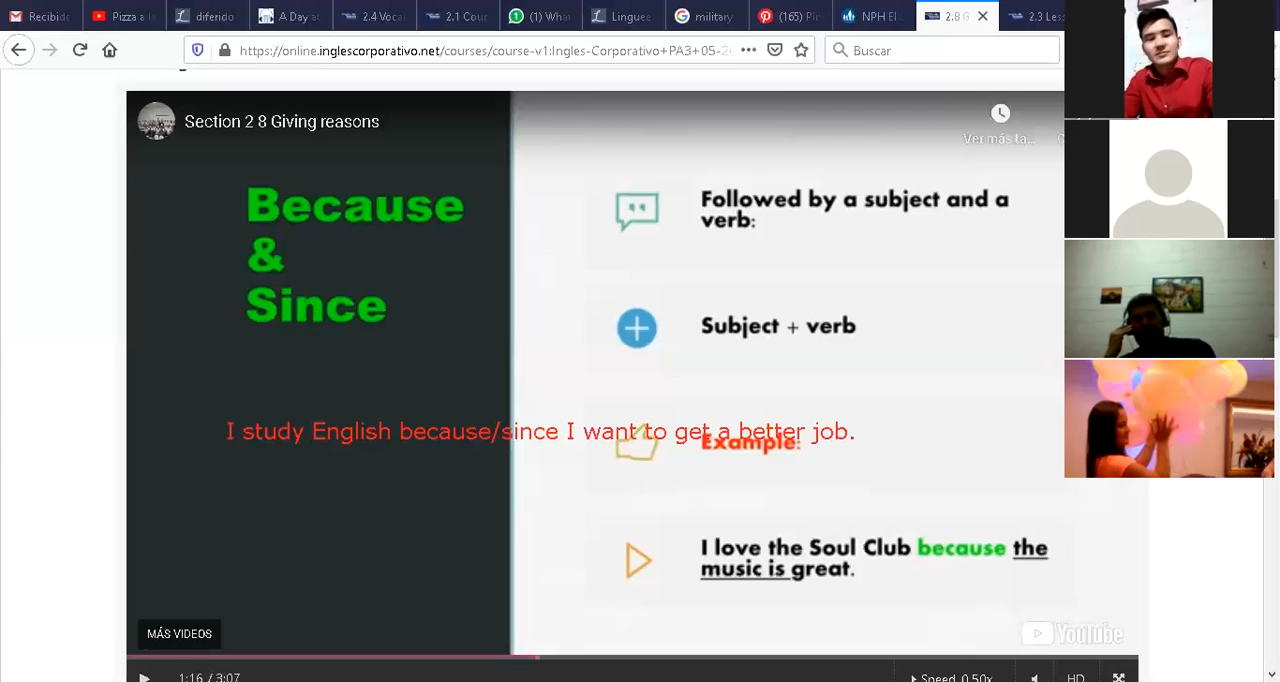 Recibido
Pizza a l
diferido
A Day at
2.4 Voca
2.1 Cour
(1) Wha
Linguee
military
(165) Pi
NPH El
2.8 G
2.3 Less
https://online.inglescorporativo.net/courses/course-v1:Ingles-Corporativo+PA3+05-2
Buscar
Section 2 8 Giving reasons
Ver más ta...
Because
&
Since
Followed by a subject and a
verb:
Subject + verb
I study English because/since I want to get a better job.
Example:
I love the Soul Club because the
music is great.
MÁS VIDEOS
YouTube
1:16 / 3:07
Speed 0.50x
HD